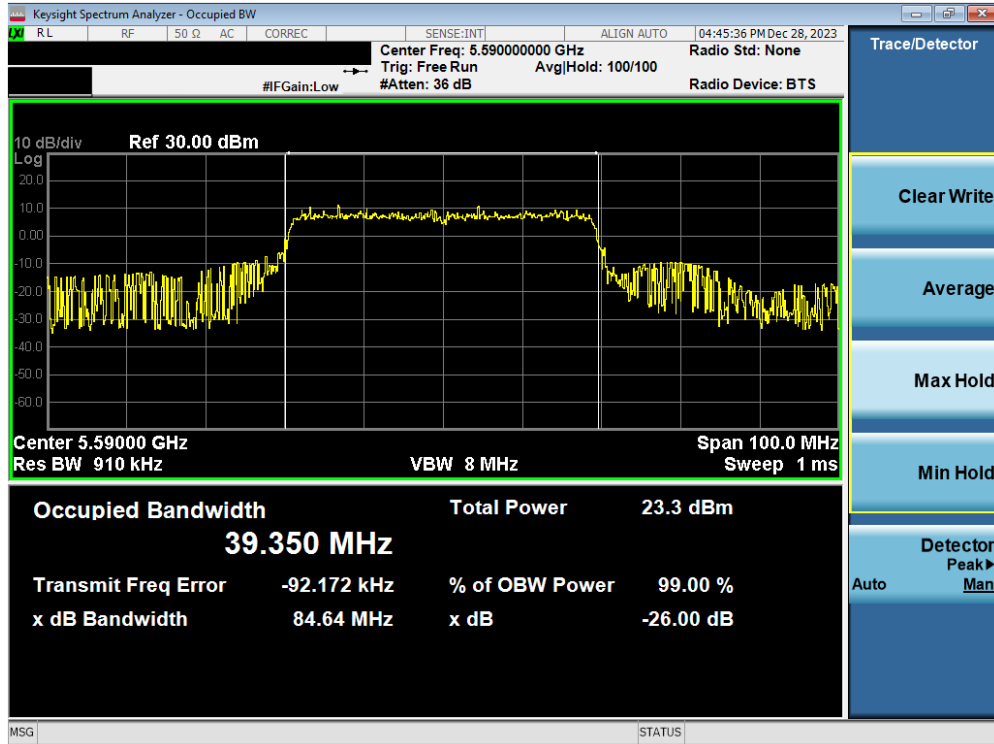 Keysight Spectrum Analyzer - Occupied BW
LXI RL RF 50 Ω AC CORREC SENSE:INT ALIGN AUTO 04:45:36 PM Dec 28, 2023
Center Freq: 5.590000000 GHz Radio Std: None
Trig: Free Run Avg|Hold: 100/100
#IFGain:Low #Atten: 36 dB Radio Device: BTS
10 dB/div Ref 30.00 dBm
Log
20.0
10.0
0.00
-10.0
-20.0
-30.0
-40.0
-50.0
-60.0
Center 5.59000 GHz Span 100.0 MHz
Res BW 910 kHz VBW 8 MHz Sweep 1 ms
Occupied Bandwidth Total Power 23.3 dBm
39.350 MHz
Transmit Freq Error -92.172 kHz % of OBW Power 99.00 %
x dB Bandwidth 84.64 MHz x dB -26.00 dB
Trace/Detector
Clear Write
Average
Max Hold
Min Hold
Detector
Peak▶
Auto Man
MSG STATUS